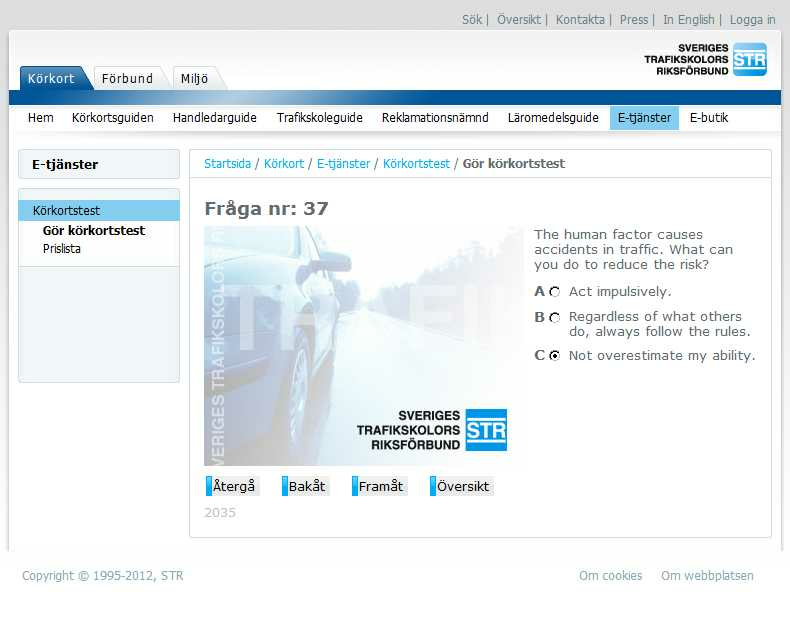 Sök | Översikt | Kontakta | Press | In English | Logga in
SVERIGES
TRAFIKSKOLORS
RIKSFÖRBUND
STR
Körkort Förbund Miljö
Hem Körkortsguiden Handledarguide Trafikskoleguide Reklamationsnämnd Läromedelsguide E-tjänster E-butik
E-tjänster
Körkortstest
Gör körkortstest
Prislista
Startsida / Körkort / E-tjänster / Körkortstest / Gör körkortstest
Fråga nr: 37
SVERIGES TRAFIKSKOLOR
TRAFI
SVERIGES
TRAFIKSKOLORS
RIKSFÖRBUND
STR
The human factor causes
accidents in traffic. What can
you do to reduce the risk?
A Act impulsively.
B Regardless of what others
do, always follow the rules.
C Not overestimate my ability.
Återgå Bakåt Framåt Översikt
2035
Copyright © 1995-2012, STR Om cookies Om webbplatsen